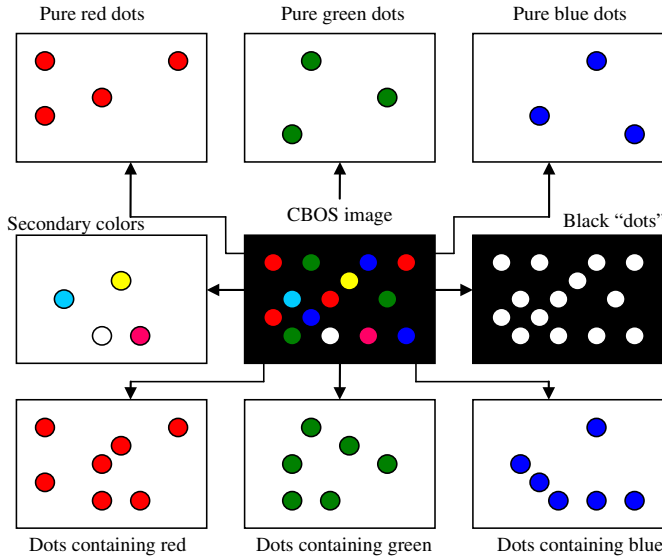 Pure red dots
Pure green dots
Pure blue dots
Secondary colors
CBOS image
Black “dots”
Dots containing red
Dots containing green
Dots containing blue